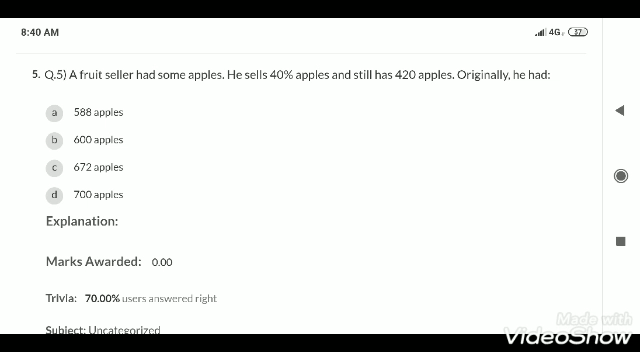 8:40 AM
4G
37
5. Q.5) A fruit seller had some apples. He sells 40% apples and still has 420 apples. Originally, he had:
a 588 apples
b 600 apples
c 672 apples
d 700 apples
Explanation:
Marks Awarded: 0.00
Trivia: 70.00% users answered right
Subject: Uncategorized
Made with
VideoShow